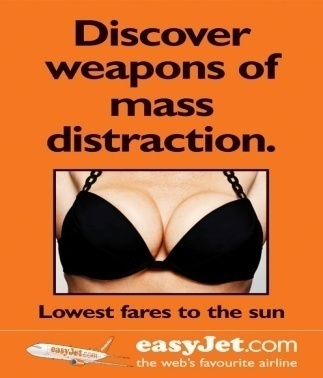 Discover
weapons of
mass
distraction.
Lowest fares to the sun
easyJet.com
easyJet.com
the web's favourite airline